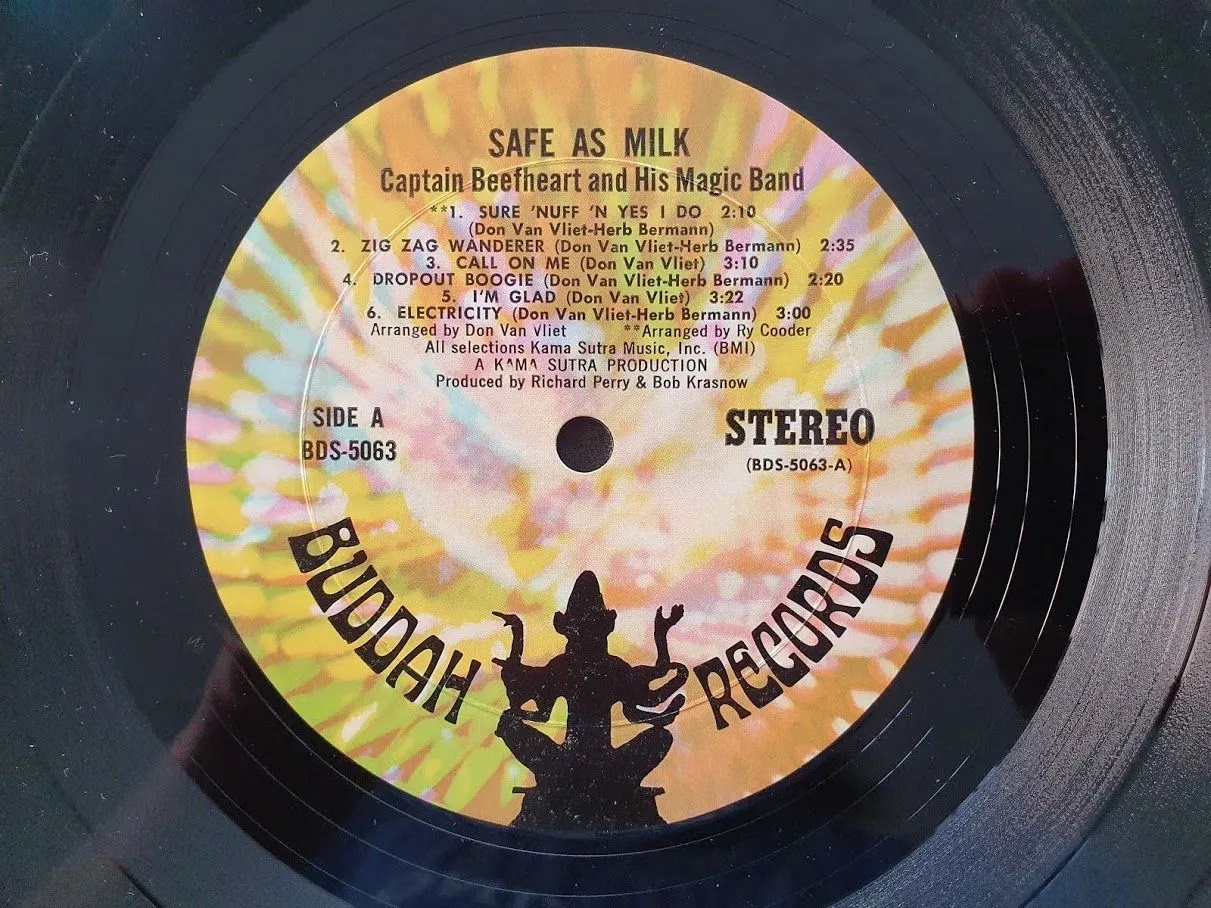 SAFE AS MILK
Captain Beefheart and His Magic Band
**1. SURE 'NUFF 'N YES I DO 2:10
(Don Van Vliet-Herb Bermann)
2. ZIG ZAG WANDERER (Don Van Vliet-Herb Bermann) 2:35
3. CALL ON ME (Don Van Vliet) 3:10
4. DROPOUT BOOGIE (Don Van Vliet-Herb Bermann) 2:20
5. I'M GLAD (Don Van Vliet) 3:22
6. ELECTRICITY (Don Van Vliet-Herb Bermann) 3:00
Arranged by Don Van Vliet **Arranged by Ry Cooder
All selections Kama Sutra Music, Inc. (BMI)
A KAMA SUTRA PRODUCTION
Produced by Richard Perry & Bob Krasnow
SIDE A
BDS-5063
STEREO
(BDS-5063-A)
BUDDAH RECORDS